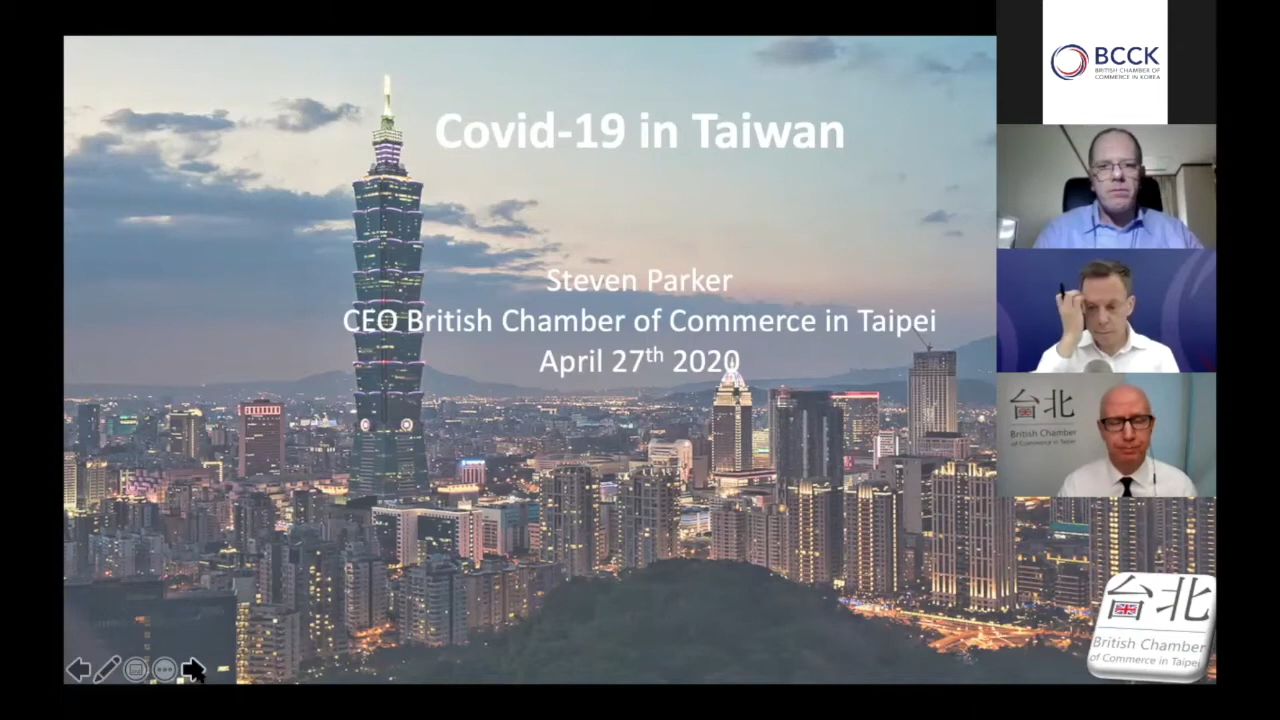 Covid-19 in Taiwan
Steven Parker
CEO British Chamber of Commerce in Taipei
April 27th 2020
BCCK
BRITISH CHAMBER OF
COMMERCE IN KOREA
台北
British Chamber
of Commerce in Taipei
台北
British Chamber
of Commerce in Taipei